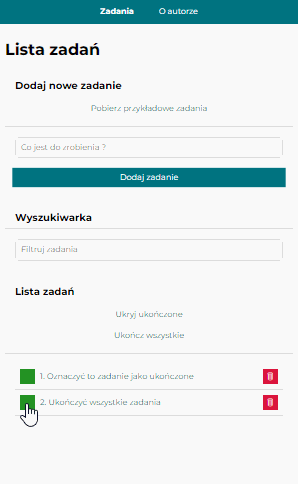 Zadania O autorze
Lista zadań
Dodaj nowe zadanie
Pobierz przykładowe zadania
Co jest do zrobienia ?
Dodaj zadanie
Wyszukiwarka
Filtruj zadania
Lista zadań
Ukryj ukończone
Ukończ wszystkie
1. Oznaczyć to zadanie jako ukończone
2. Ukończyć wszystkie zadania